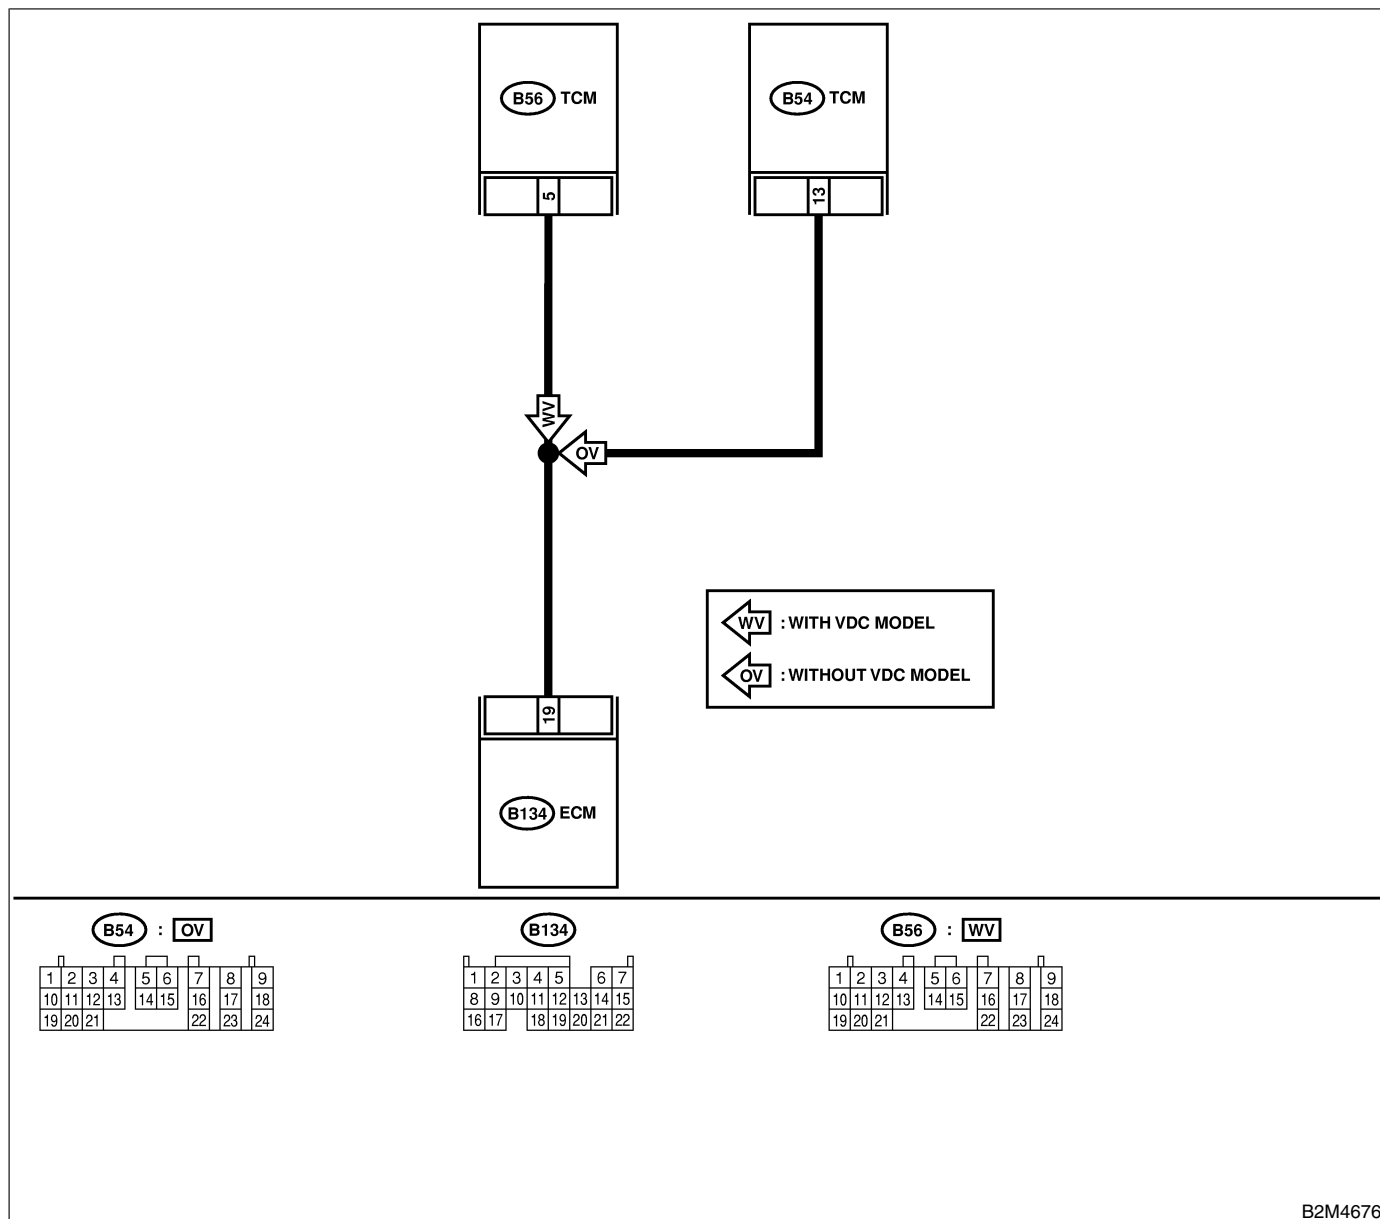 B56 TCM
B54 TCM
5
13
WV
OV
WV : WITH VDC MODEL
OV : WITHOUT VDC MODEL
19
B134 ECM
B54 : OV
B134
B56 : WV
1 2 3 4 5 6 7 8 9
10 11 12 13 14 15 16 17 18
19 20 21 22 23 24
1 2 3 4 5 6 7
8 9 10 11 12 13 14 15
16 17 18 19 20 21 22
1 2 3 4 5 6 7 8 9
10 11 12 13 14 15 16 17 18
19 20 21 22 23 24
B2M4676